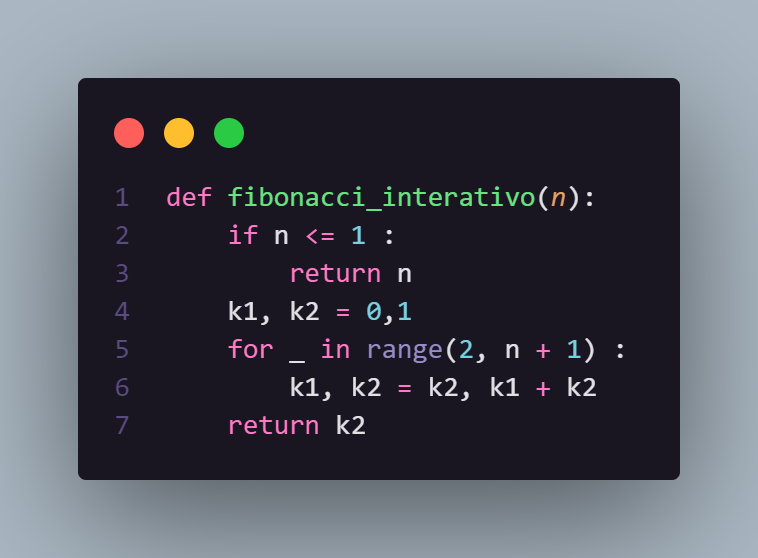 1 def fibonacci_interativo(n):
2     if n <= 1 :
3         return n
4     k1, k2 = 0,1
5     for _ in range(2, n + 1) :
6         k1, k2 = k2, k1 + k2
7     return k2